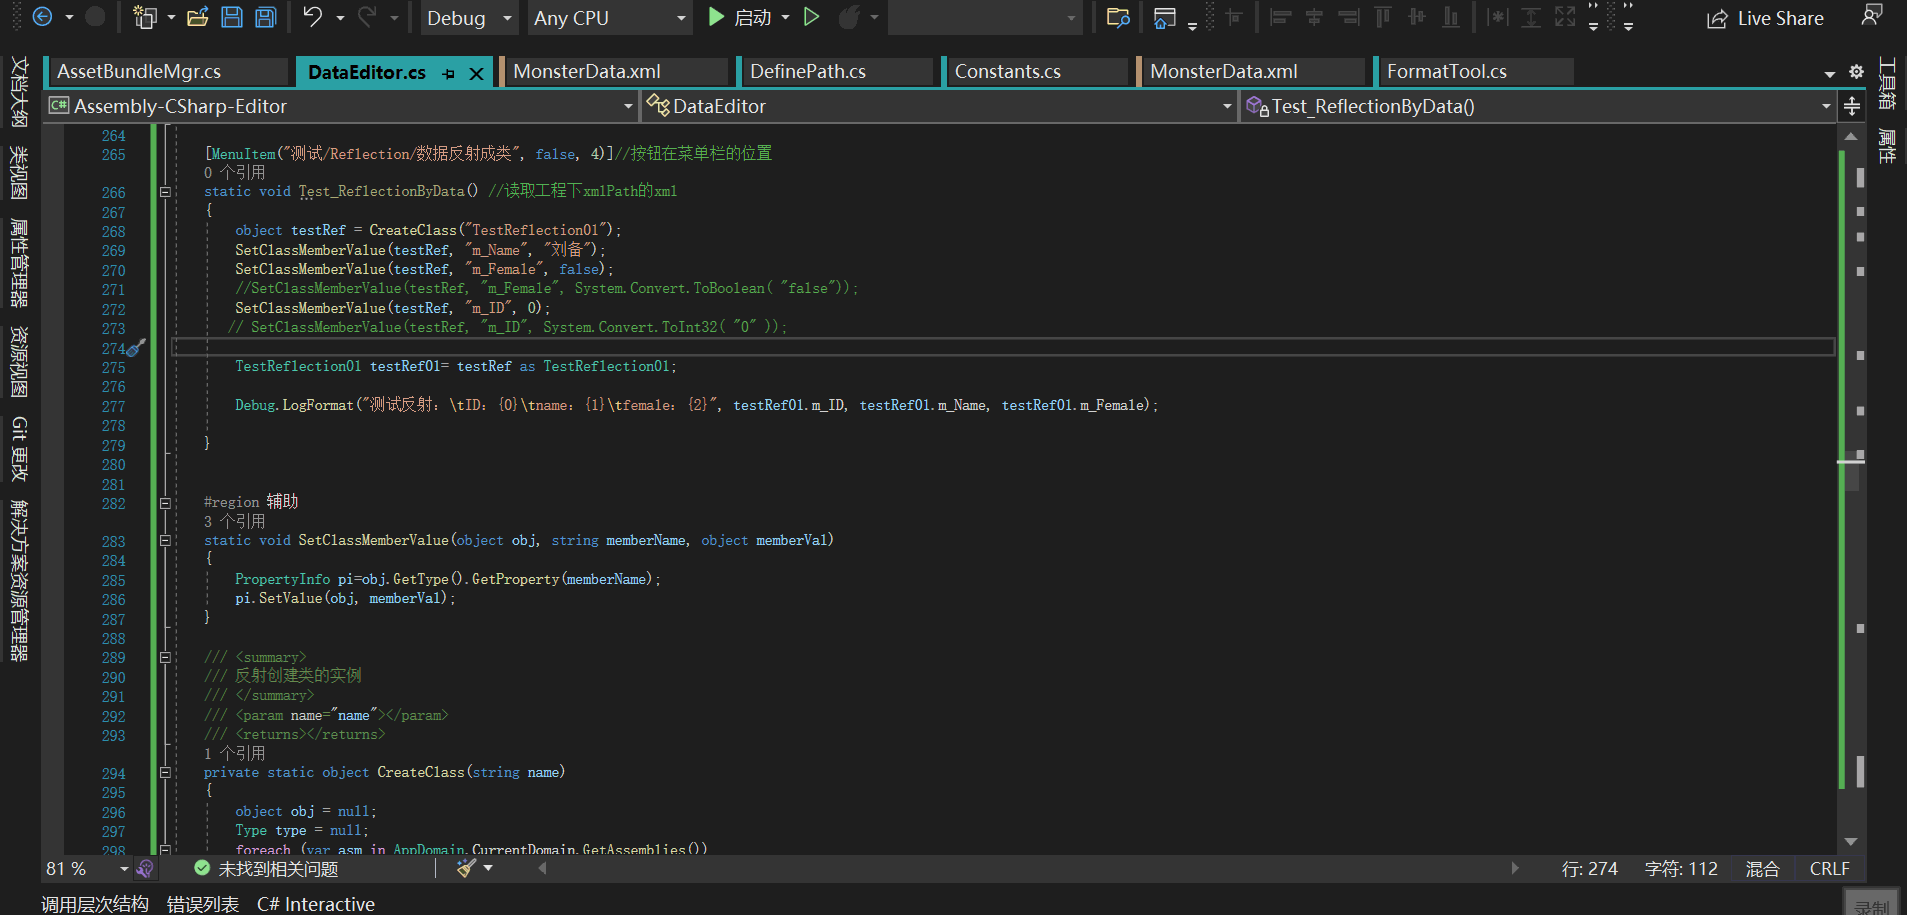 Debug
Any CPU
启动
Live Share
AssetBundleMgr.cs
DataEditor.cs
MonsterData.xml
DefinePath.cs
Constants.cs
MonsterData.xml
FormatTool.cs
C# Assembly-CSharp-Editor
DataEditor
Test_ReflectionByData()
文档大纲
类视图
属性管理器
资源视图
Git 更改
解决方案资源管理器
工具箱
属性
264
265 [MenuItem("测试/Reflection/数据反射成类", false, 4)]//按钮在菜单栏的位置
0 个引用
266 static void Test_ReflectionByData() //读取工程下xmlPath的xml
267 {
268 object testRef = CreateClass("TestReflection01");
269 SetClassMemberValue(testRef, "m_Name", "刘备");
270 SetClassMemberValue(testRef, "m_Female", false);
271 //SetClassMemberValue(testRef, "m_Female", System.Convert.ToBoolean( "false"));
272 SetClassMemberValue(testRef, "m_ID", 0);
273 // SetClassMemberValue(testRef, "m_ID", System.Convert.ToInt32( "0" ));
274
275 TestReflection01 testRef01= testRef as TestReflection01;
276
277 Debug.LogFormat("测试反射：\tID：{0}\tname：{1}\tfemale：{2}", testRef01.m_ID, testRef01.m_Name, testRef01.m_Female);
278
279 }
280
281
282 #region 辅助
3 个引用
283 static void SetClassMemberValue(object obj, string memberName, object memberVal)
284 {
285 PropertyInfo pi=obj.GetType().GetProperty(memberName);
286 pi.SetValue(obj, memberVal);
287 }
288
289 /// <summary>
290 /// 反射创建类的实例
291 /// </summary>
292 /// <param name="name"></param>
293 /// <returns></returns>
1 个引用
294 private static object CreateClass(string name)
295 {
296 object obj = null;
297 Type type = null;
298 foreach (var asm in AppDomain.CurrentDomain.GetAssemblies())
81 %
未找到相关问题
行: 274
字符: 112
混合
CRLF
调用层次结构
错误列表
C# Interactive
录制